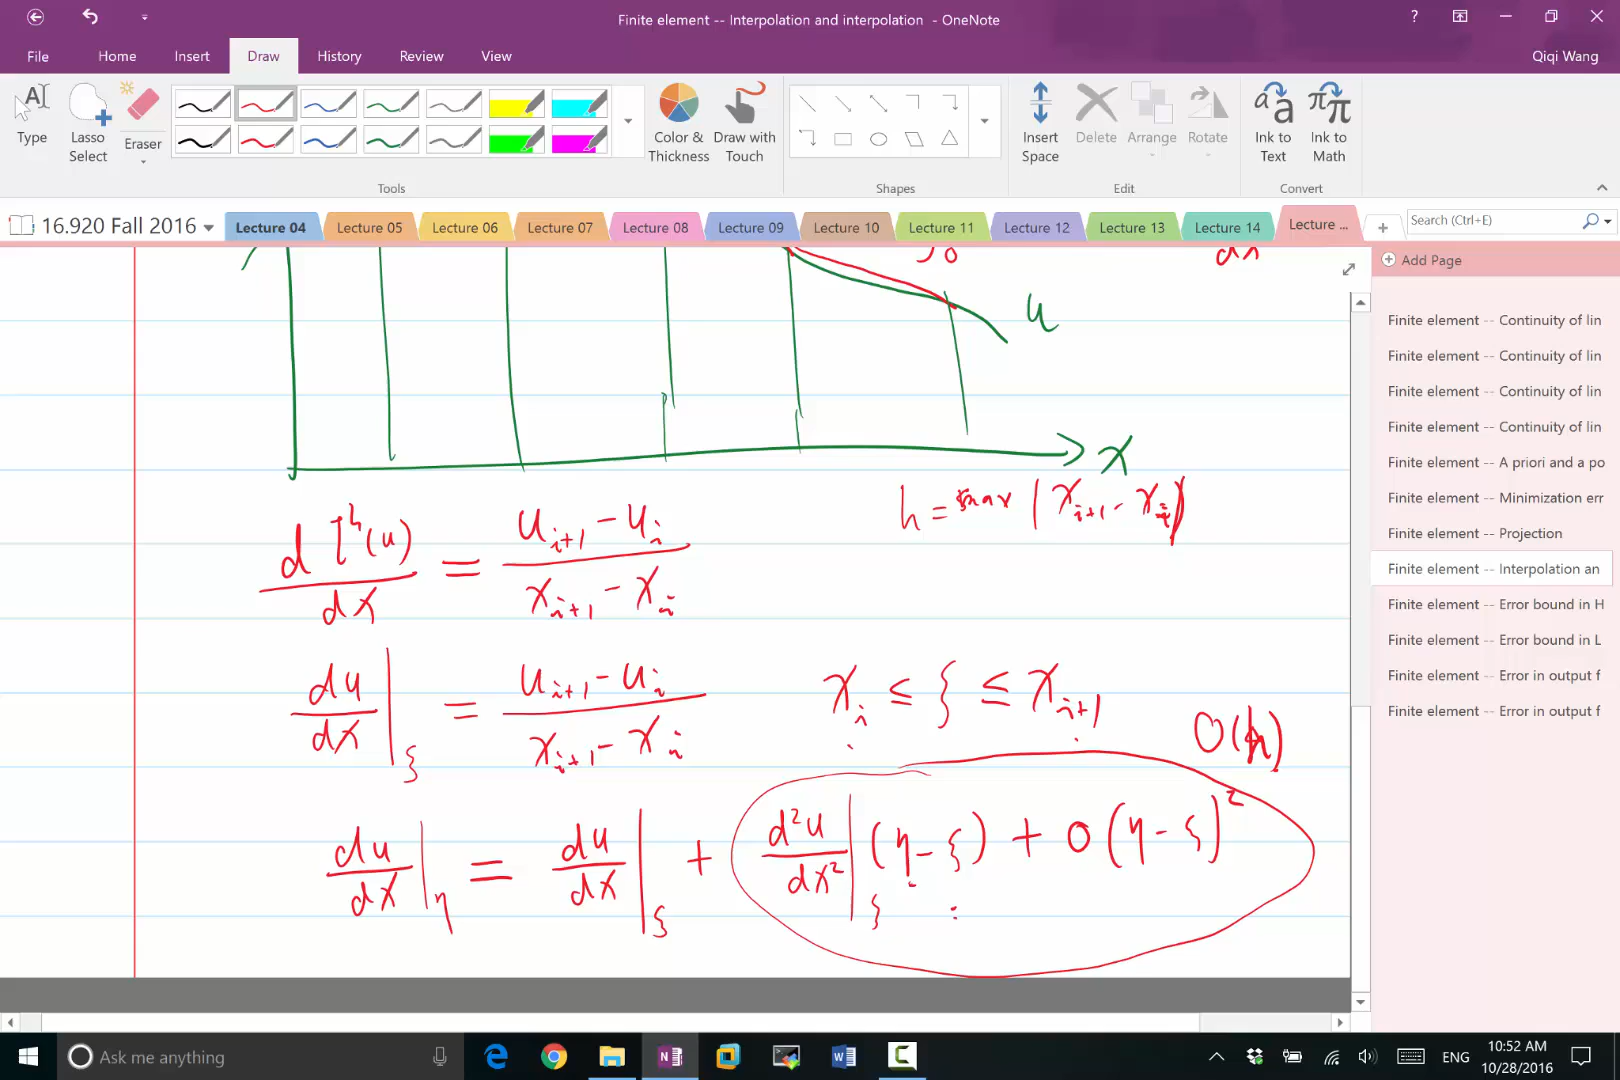 Finite element -- Interpolation and interpolation - OneNote
?
File Home Insert Draw History Review View
Qiqi Wang
Type
Lasso Select
Eraser
Color & Thickness
Draw with Touch
Insert Space
Delete
Arrange
Rotate
Ink to Text
Ink to Math
Tools Shapes Edit Convert
16.920 Fall 2016 Lecture 04 Lecture 05 Lecture 06 Lecture 07 Lecture 08 Lecture 09 Lecture 10 Lecture 11 Lecture 12 Lecture 13 Lecture 14 Lecture ... Search (Ctrl+E)
Add Page
Finite element -- Continuity of lin
Finite element -- Continuity of lin
Finite element -- Continuity of lin
Finite element -- Continuity of lin
Finite element -- A priori and a po
Finite element -- Minimization err
Finite element -- Projection
Finite element -- Interpolation an
Finite element -- Error bound in H
Finite element -- Error bound in L
Finite element -- Error in output f
Finite element -- Error in output f
dx
u
x
h = max |x_{i+1} - x_i|
d I^h(u) / dx = (u_{i+1} - u_i) / (x_{i+1} - x_i)
du/dx |_ξ = (u_{i+1} - u_i) / (x_{i+1} - x_i) x_i ≤ ξ ≤ x_{i+1}
O(h)
du/dx |_η = du/dx |_ξ + d²u/dx² |_ξ (η - ξ) + O(η - ξ)²
Ask me anything
ENG
10:52 AM
10/28/2016